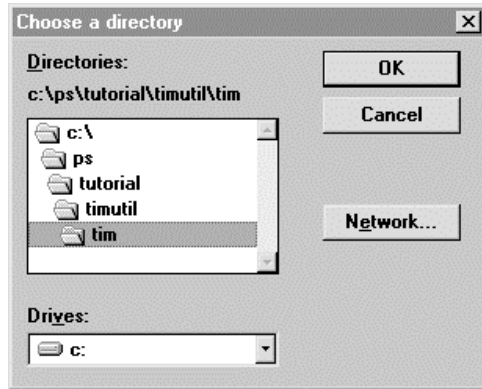 Choose a directory
Directories:
c:\ps\tutorial\timutil\tim
c:\
ps
tutorial
timutil
tim
Drives:
c:
OK
Cancel
Network...